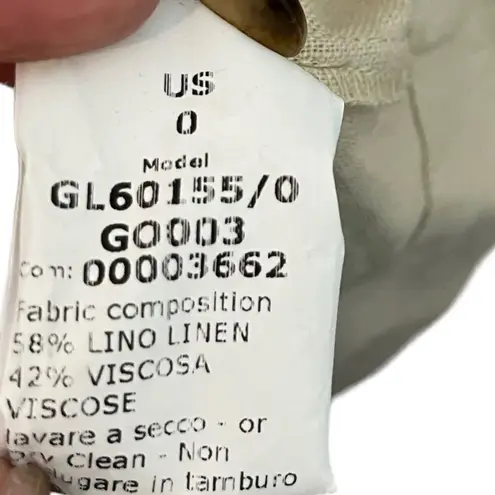 US
0
Model
GL60155/0
GO003
Com: 00003662
Fabric composition
58% LINO LINEN
42% VISCOSA
VISCOSE
lavare a secco - or
Dry Clean - Non
in tamburo